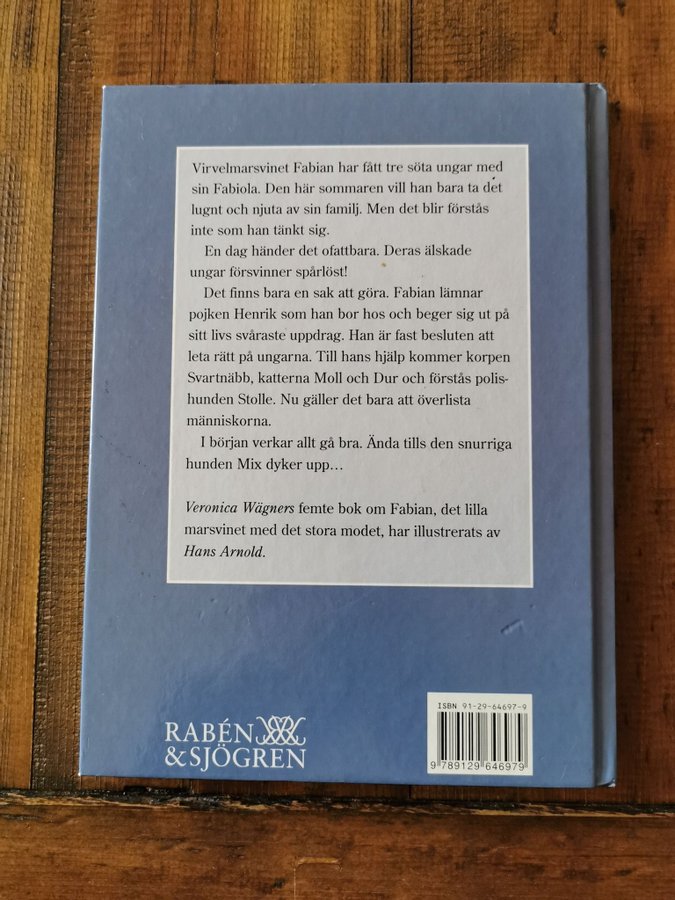 Virvelmarsvinet Fabian har fått tre söta ungar med
sin Fabiola. Den här sommaren vill han bara ta det
lugnt och njuta av sin familj. Men det blir förstås
inte som han tänkt sig.
En dag händer det ofattbara. Deras älskade
ungar försvinner spårlöst!
Det finns bara en sak att göra. Fabian lämnar
pojken Henrik som han bor hos och beger sig ut på
sitt livs svåraste uppdrag. Han är fast besluten att
leta rätt på ungarna. Till hans hjälp kommer korpen
Svartnäbb, katterna Moll och Dur och förstås polis-
hunden Stolle. Nu gäller det bara att överlista
människorna.
I början verkar allt gå bra. Ända tills den snurriga
hunden Mix dyker upp…
Veronica Wägners femte bok om Fabian, det lilla
marsvinet med det stora modet, har illustrerats av
Hans Arnold.
ISBN 91-29-64697-9
RABÉN
&SJÖGREN
9 789129 646979